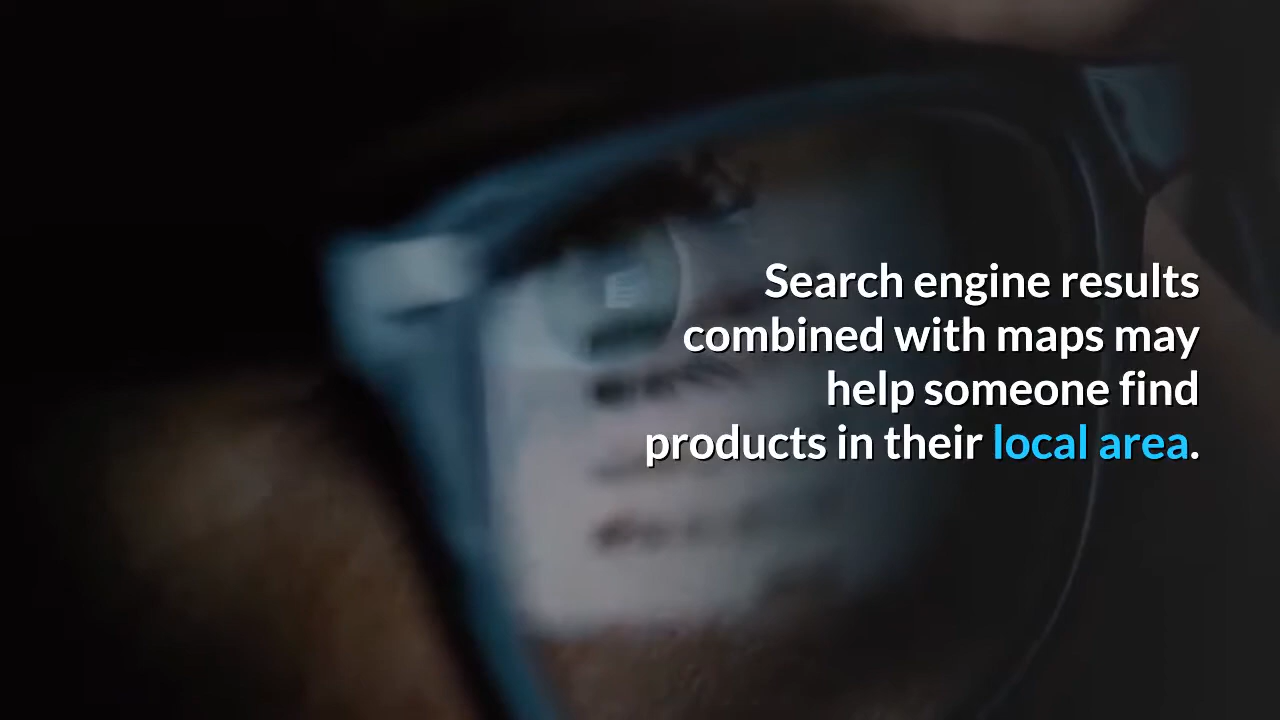 Search engine results
combined with maps may
help someone find
products in their local area.